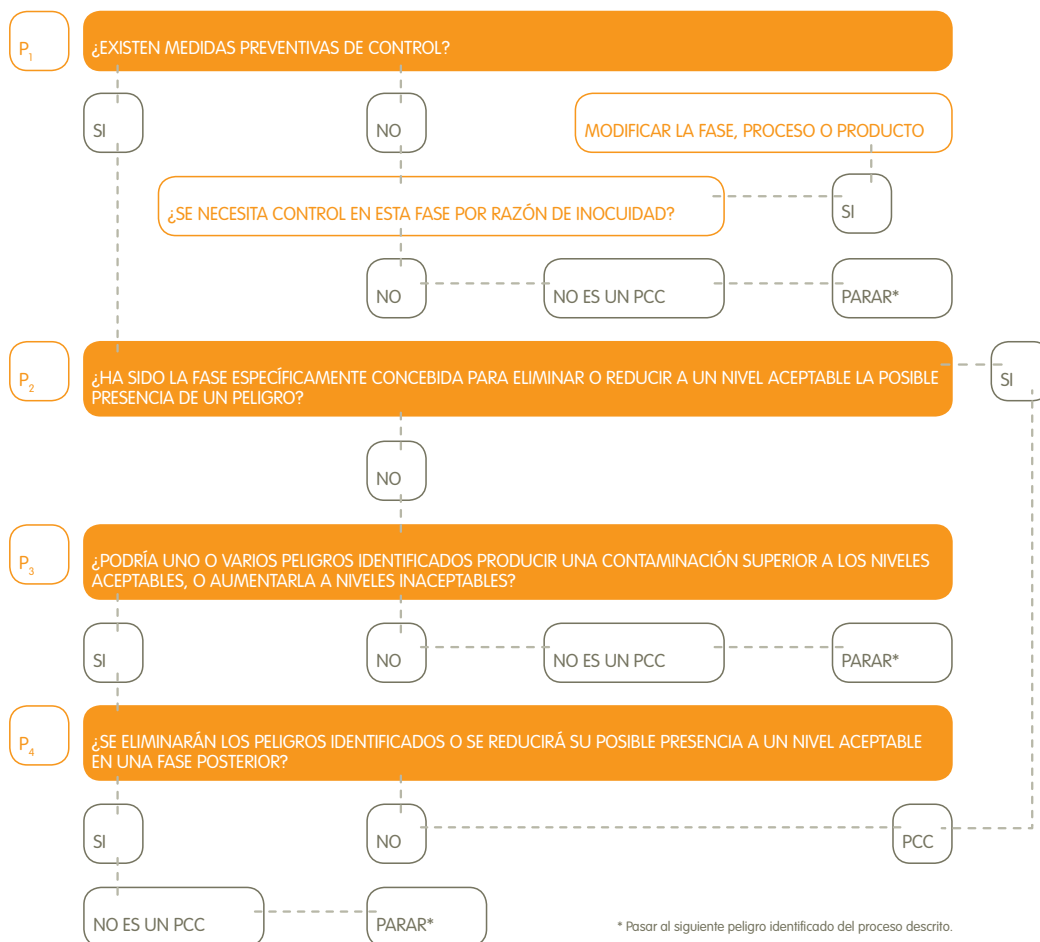 P1
¿EXISTEN MEDIDAS PREVENTIVAS DE CONTROL?
SI
NO
MODIFICAR LA FASE, PROCESO O PRODUCTO
¿SE NECESITA CONTROL EN ESTA FASE POR RAZÓN DE INOCUIDAD?
SI
NO
NO ES UN PCC
PARAR*
P2
¿HA SIDO LA FASE ESPECÍFICAMENTE CONCEBIDA PARA ELIMINAR O REDUCIR A UN NIVEL ACEPTABLE LA POSIBLE
PRESENCIA DE UN PELIGRO?
SI
NO
P3
¿PODRÍA UNO O VARIOS PELIGROS IDENTIFICADOS PRODUCIR UNA CONTAMINACIÓN SUPERIOR A LOS NIVELES
ACEPTABLES, O AUMENTARLA A NIVELES INACEPTABLES?
SI
NO
NO ES UN PCC
PARAR*
P4
¿SE ELIMINARÁN LOS PELIGROS IDENTIFICADOS O SE REDUCIRÁ SU POSIBLE PRESENCIA A UN NIVEL ACEPTABLE
EN UNA FASE POSTERIOR?
SI
NO
PCC
NO ES UN PCC
PARAR*
* Pasar al siguiente peligro identificado del proceso descrito.